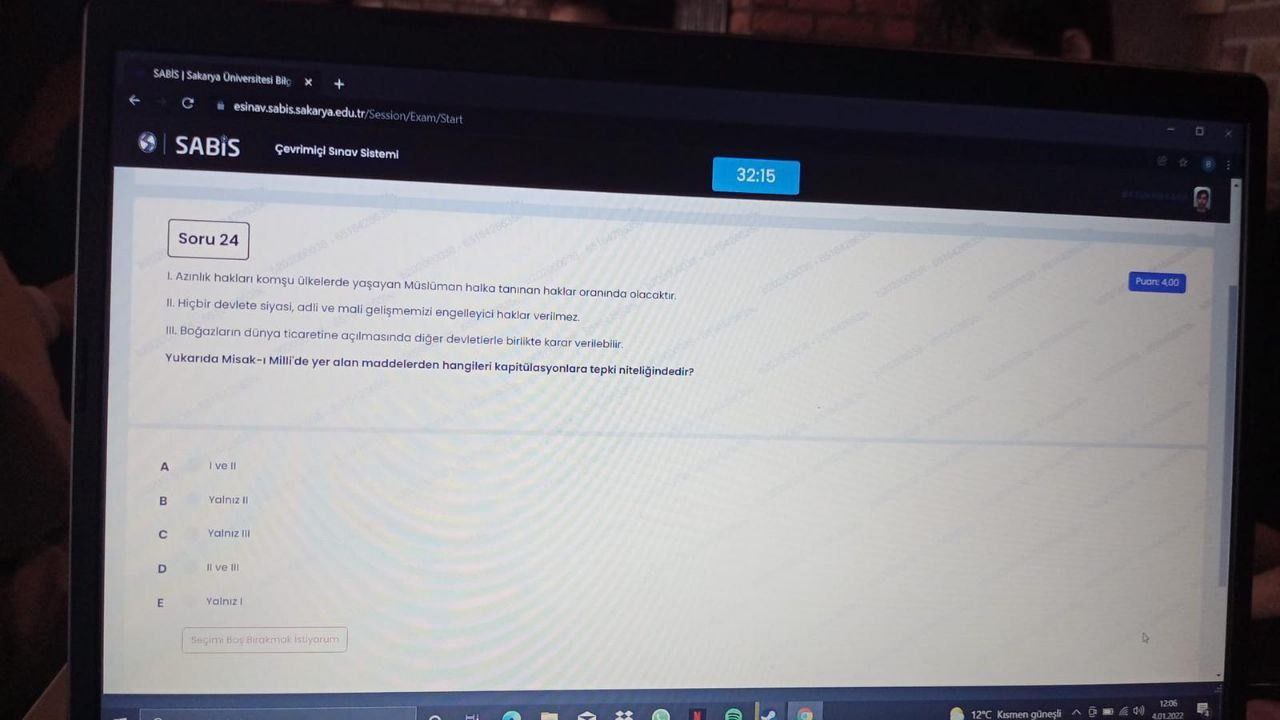 SABİS | Sakarya Üniversitesi Bilg
esinav.sabis.sakarya.edu.tr/Session/Exam/Start
SABİS
Çevrimiçi Sınav Sistemi
32:15
B
Soru 24
Puan: 4,00
I. Azınlık hakları komşu ülkelerde yaşayan Müslüman halka tanınan haklar oranında olacaktır.
II. Hiçbir devlete siyasi, adli ve mali gelişmemizi engelleyici haklar verilmez.
III. Boğazların dünya ticaretine açılmasında diğer devletlerle birlikte karar verilebilir.
Yukarıda Misak-ı Milli'de yer alan maddelerden hangileri kapitülasyonlara tepki niteliğindedir?
A I ve II
B Yalnız II
C Yalnız III
D II ve III
E Yalnız I
Seçimi Boş Bırakmak İstiyorum
12°C Kısmen güneşli
12:06
4.01.2022